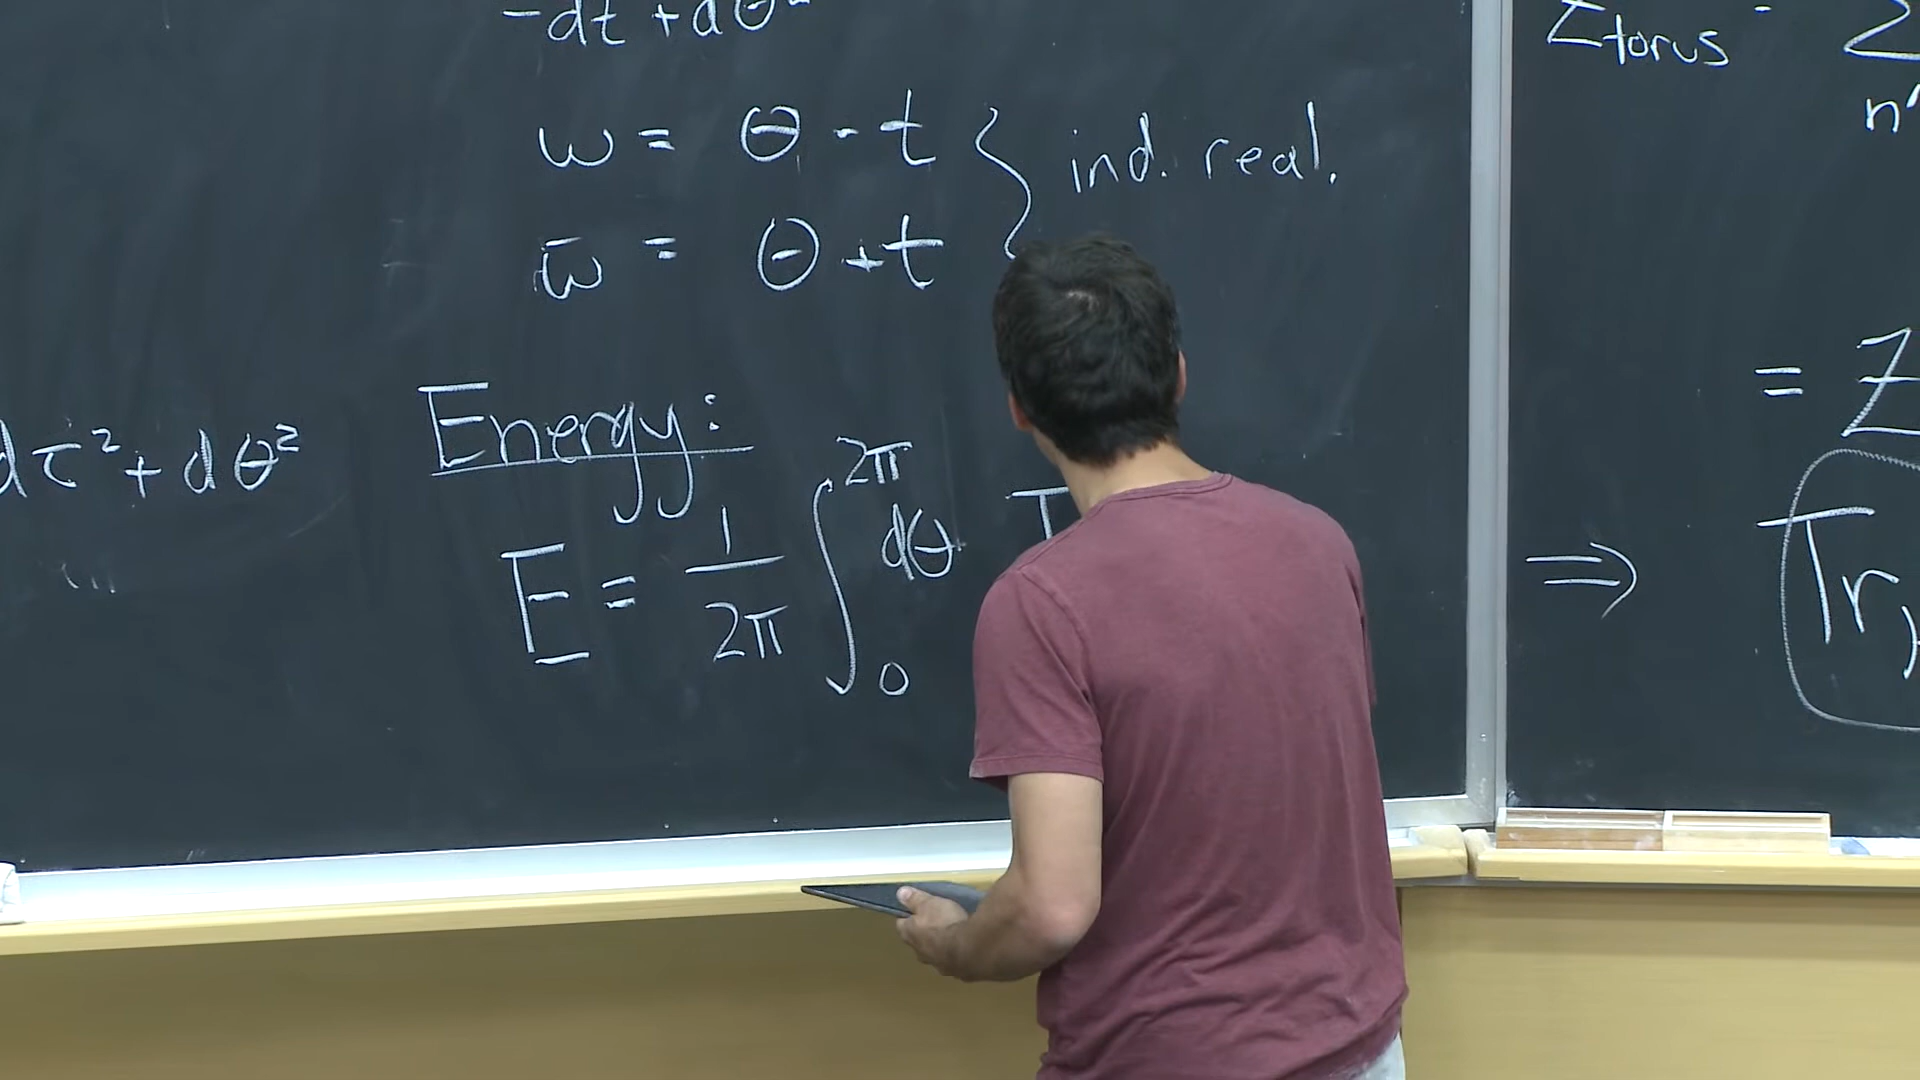 -dt + dθ²
w = θ - t } ind. real.
w̄ = θ + t
dτ² + dθ²
Energy:
E = 1/2π ∫₀^2π dθ T
Z torus = Σ
n'
= Z
⇒ Tr